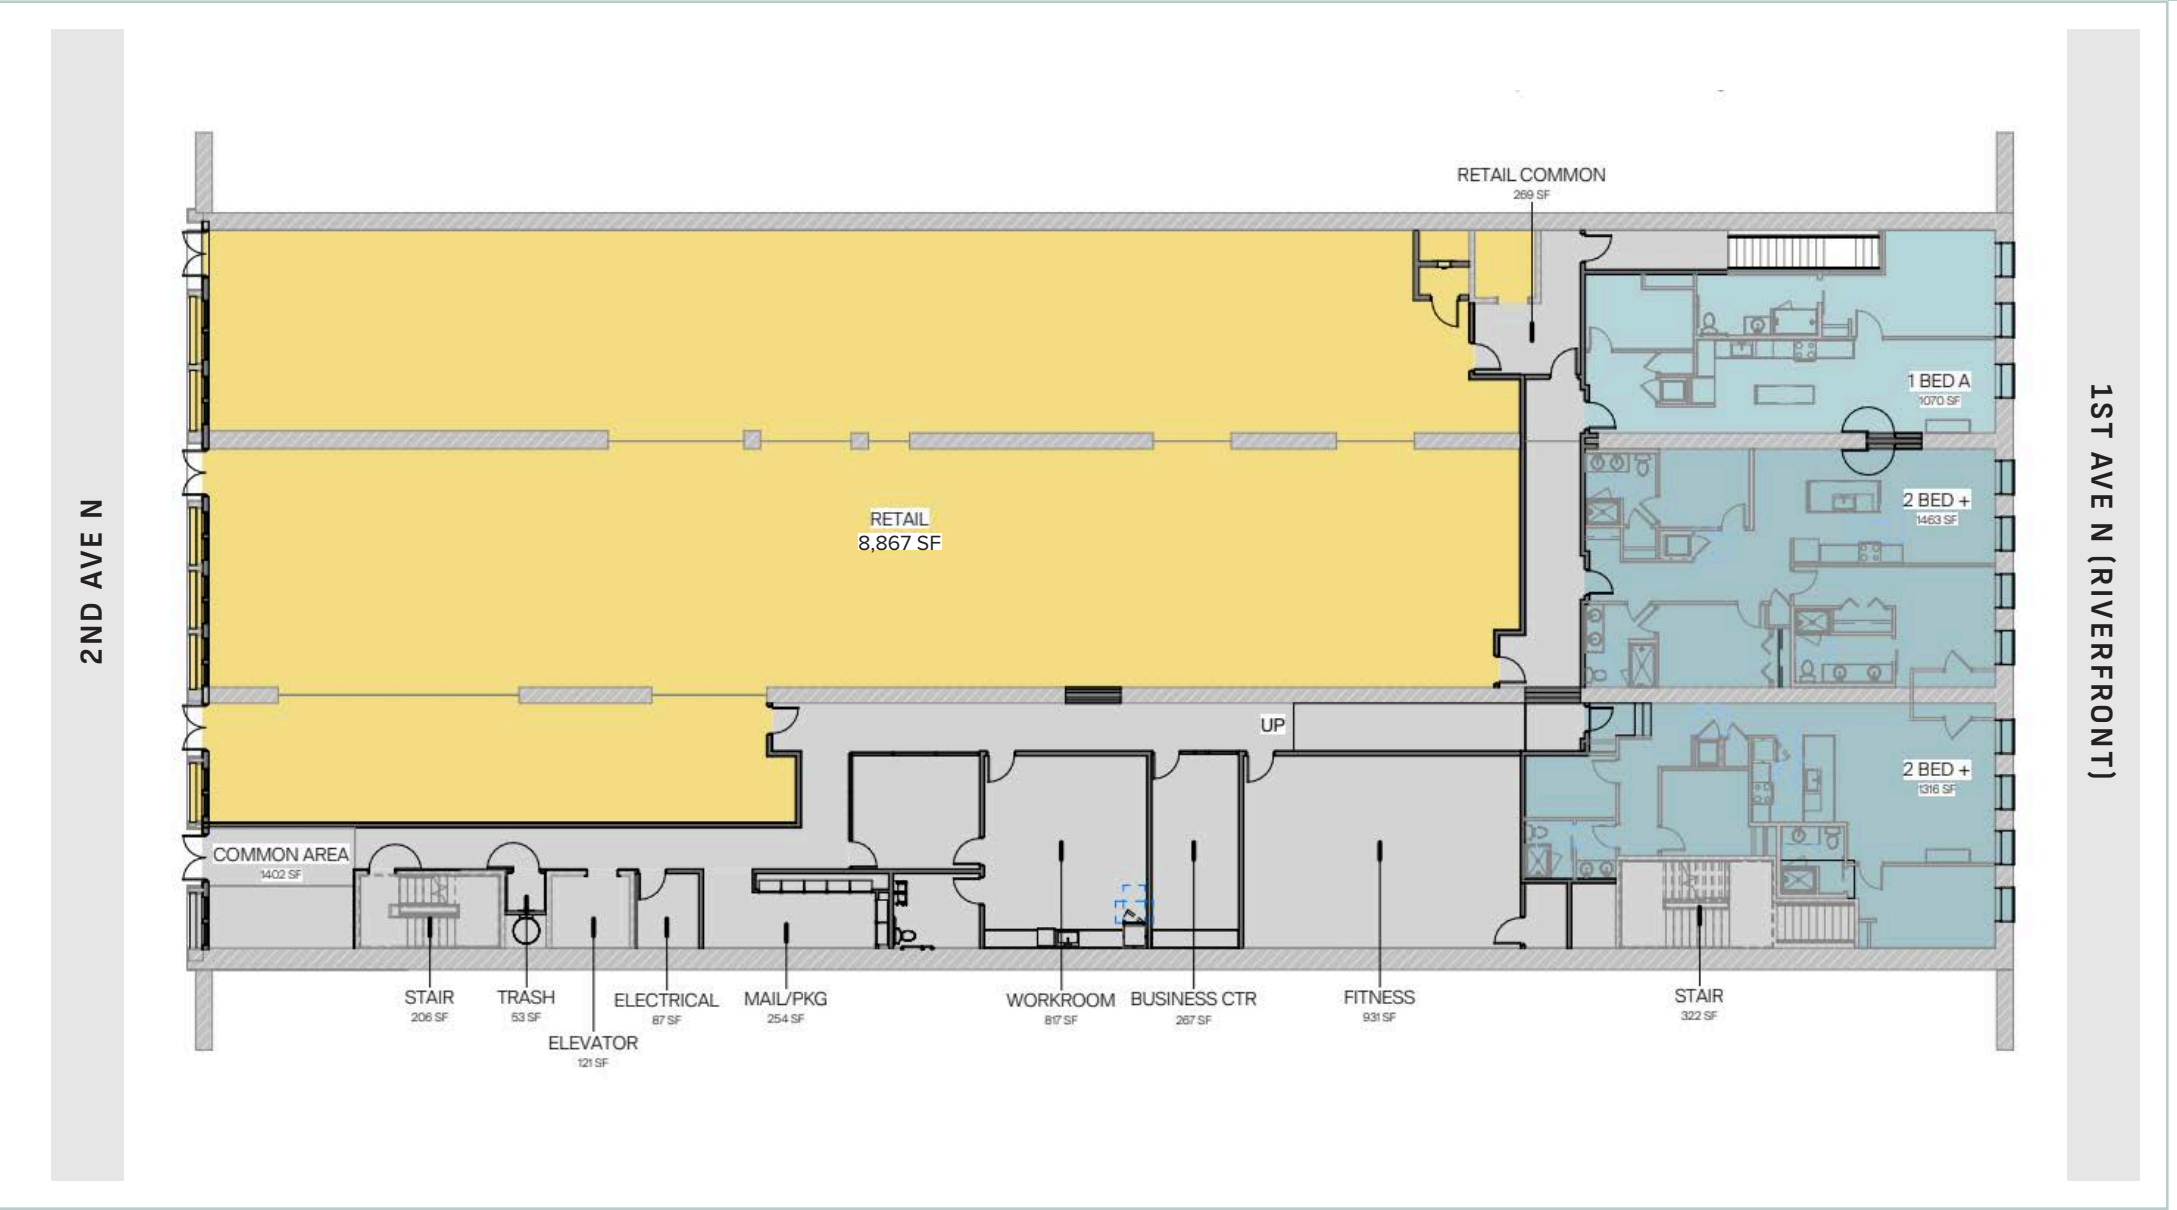 2ND AVE N
RETAIL COMMON
269 SF
1 BED A
1070 SF
2 BED +
1463 SF
RETAIL
8,867 SF
UP
2 BED +
1316 SF
COMMON AREA
1402 SF
STAIR
206 SF
TRASH
53 SF
ELEVATOR
121 SF
ELECTRICAL
87 SF
MAIL/PKG
254 SF
WORKROOM
817 SF
BUSINESS CTR
267 SF
FITNESS
931 SF
STAIR
322 SF
1ST AVE N (RIVERFRONT)